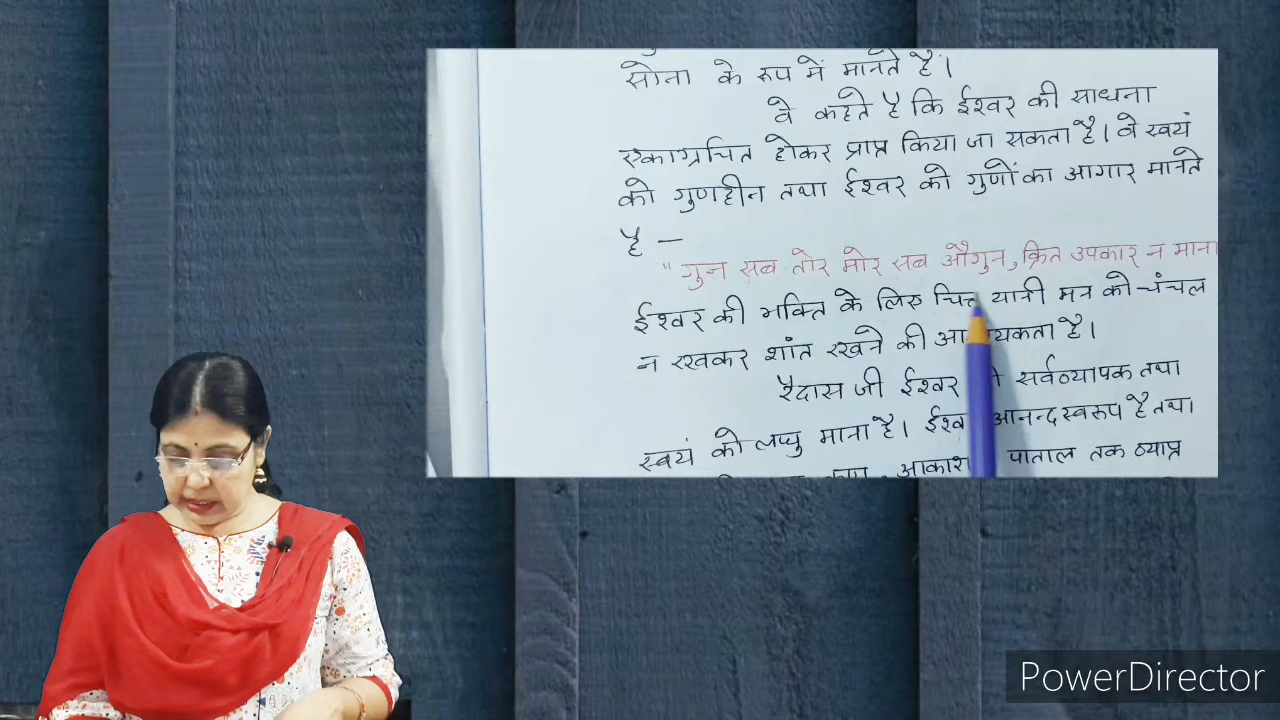 सोना के रूप में मानते हैं।
वे कहते है कि ईश्वर की साधना
एकाग्रचित होकर प्राप्त किया जा सकता है। वो स्वयं
को गुणहीन तथा ईश्वर को गुणों का आगार मानते
है –
"गुन सब तोर मोर सब औगुन, क्रित उपकार न माना
ईश्वर की भक्ति के लिए चित्त यानी मन को चंचल
न रखकर शांत रखने की है।
रैदास जी ईश्वर सर्वव्यापक तथा
स्वयं को लघु माना है। आनन्दस्वरूप है तथा
आकाश पाताल तक व्याप्त
PowerDirector